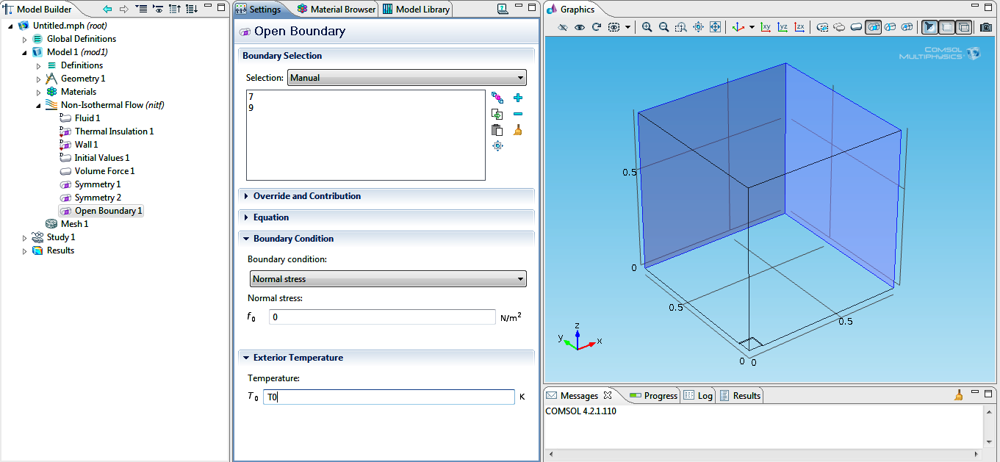 Model Builder
Untitled.mph (root)
Global Definitions
Model 1 (mod1)
Definitions
Geometry 1
Materials
Non-Isothermal Flow (nitf)
Fluid 1
Thermal Insulation 1
Wall 1
Initial Values 1
Volume Force 1
Symmetry 1
Symmetry 2
Open Boundary 1
Mesh 1
Study 1
Results
Settings
Material Browser
Model Library
Open Boundary
Boundary Selection
Selection: Manual
7
9
Override and Contribution
Equation
Boundary Condition
Boundary condition:
Normal stress
Normal stress:
f0 0 N/m²
Exterior Temperature
Temperature:
T0 T0 K
Graphics
xy yz zx
COMSOL
MULTIPHYSICS
0.5
0
0.5
0.5
0 0
z
y
x
Messages
Progress
Log
Results
COMSOL 4.2.1.110